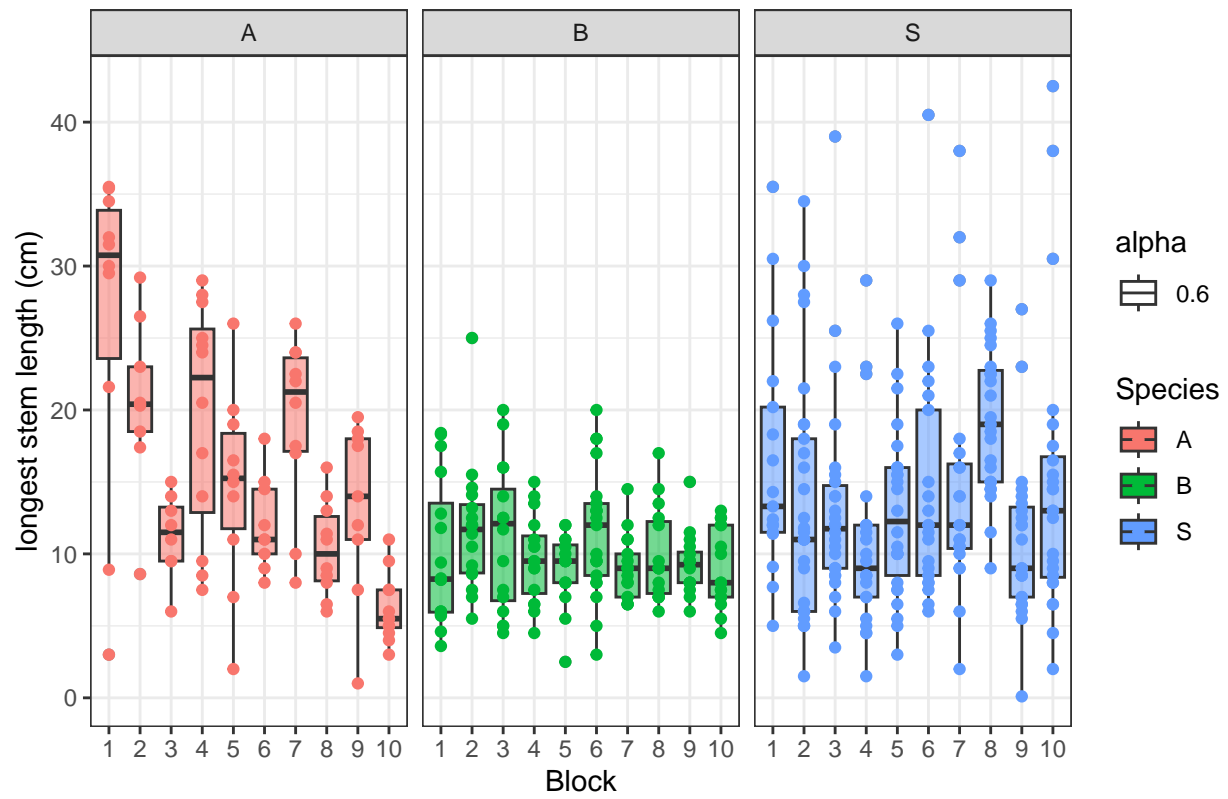 A B S
longest stem length (cm)
40
30
20
10
0
1 2 3 4 5 6 7 8 9 10 1 2 3 4 5 6 7 8 9 10 1 2 3 4 5 6 7 8 9 10
Block
alpha
0.6
Species
A
B
S